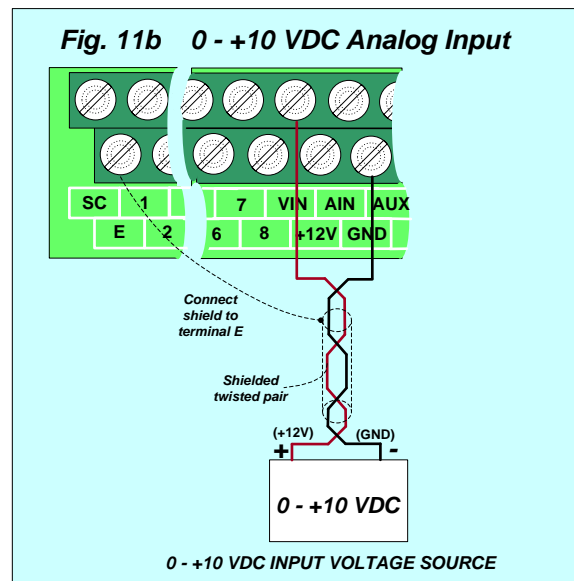 Fig. 11b 0 - +10 VDC Analog Input
SC 1 7 VIN AIN AUX
E 2 6 8 +12V GND
Connect
shield to
terminal E
Shielded
twisted pair
(+12V) (GND)
+ -
0 - +10 VDC
0 - +10 VDC INPUT VOLTAGE SOURCE